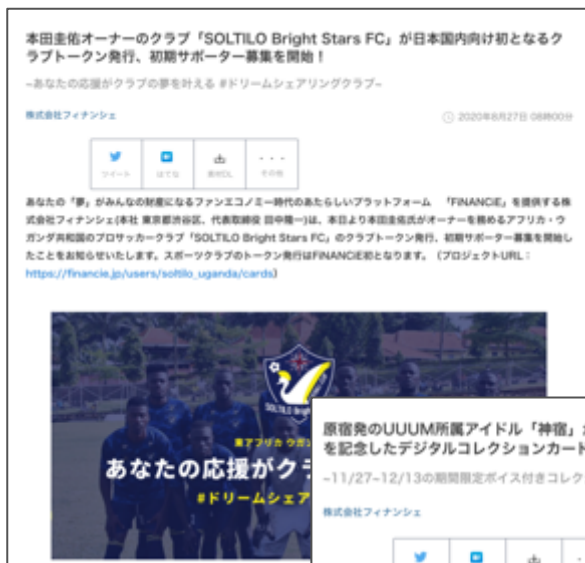 本田圭佑オーナーのクラブ「SOLTILO Bright Stars FC」が日本国内向け初となるク
ラブトークン発行、初期サポーター募集を開始！
~あなたの応援がクラブの夢を叶える #ドリームシェアリングクラブ~
株式会社フィナンシェ
2020年8月27日 08時00分
ツイート
はてな
素材DL
その他
あなたの「夢」がみんなの財産になるファンエコノミー時代のあたらしいプラットフォーム 「FiNANCiE」を提供する株
式会社フィナンシェ(本社 東京都渋谷区、代表取締役 田中隆一)は、本日より本田圭佑氏がオーナーを務めるアフリカ・ウ
ガンダ共和国のプロサッカークラブ「SOLTILO Bright Stars FC」のクラブトークン発行、初期サポーター募集を開始し
たことをお知らせいたします。スポーツクラブのトークン発行はFiNANCiE初となります。（プロジェクトURL：
https://financie.jp/users/soltilo_uganda/cards）
SOLTILO Brigh
東アフリカ ウガン
あなたの応援がク
#ドリームシェア
原宿発のUUUM所属アイドル「神宿」
を記念したデジタルコレクションカード
~11/27~12/13の期間限定ボイス付きコレク
株式会社フィナンシェ